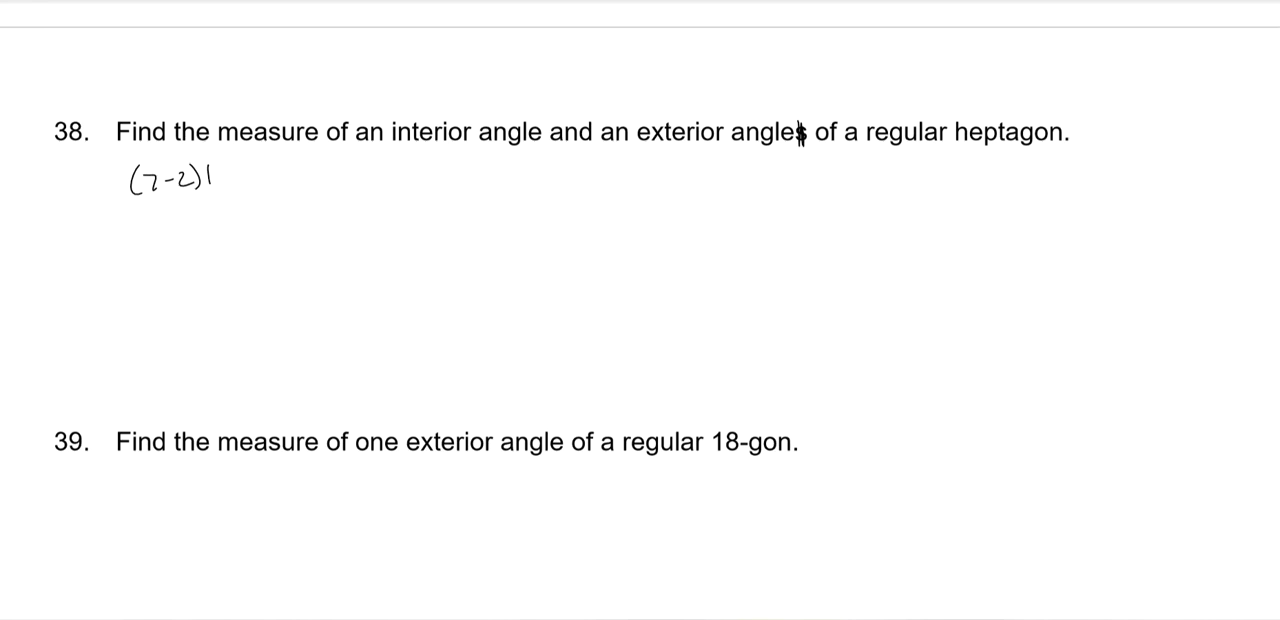 38. Find the measure of an interior angle and an exterior angle of a regular heptagon.
(7-2)1
39. Find the measure of one exterior angle of a regular 18-gon.